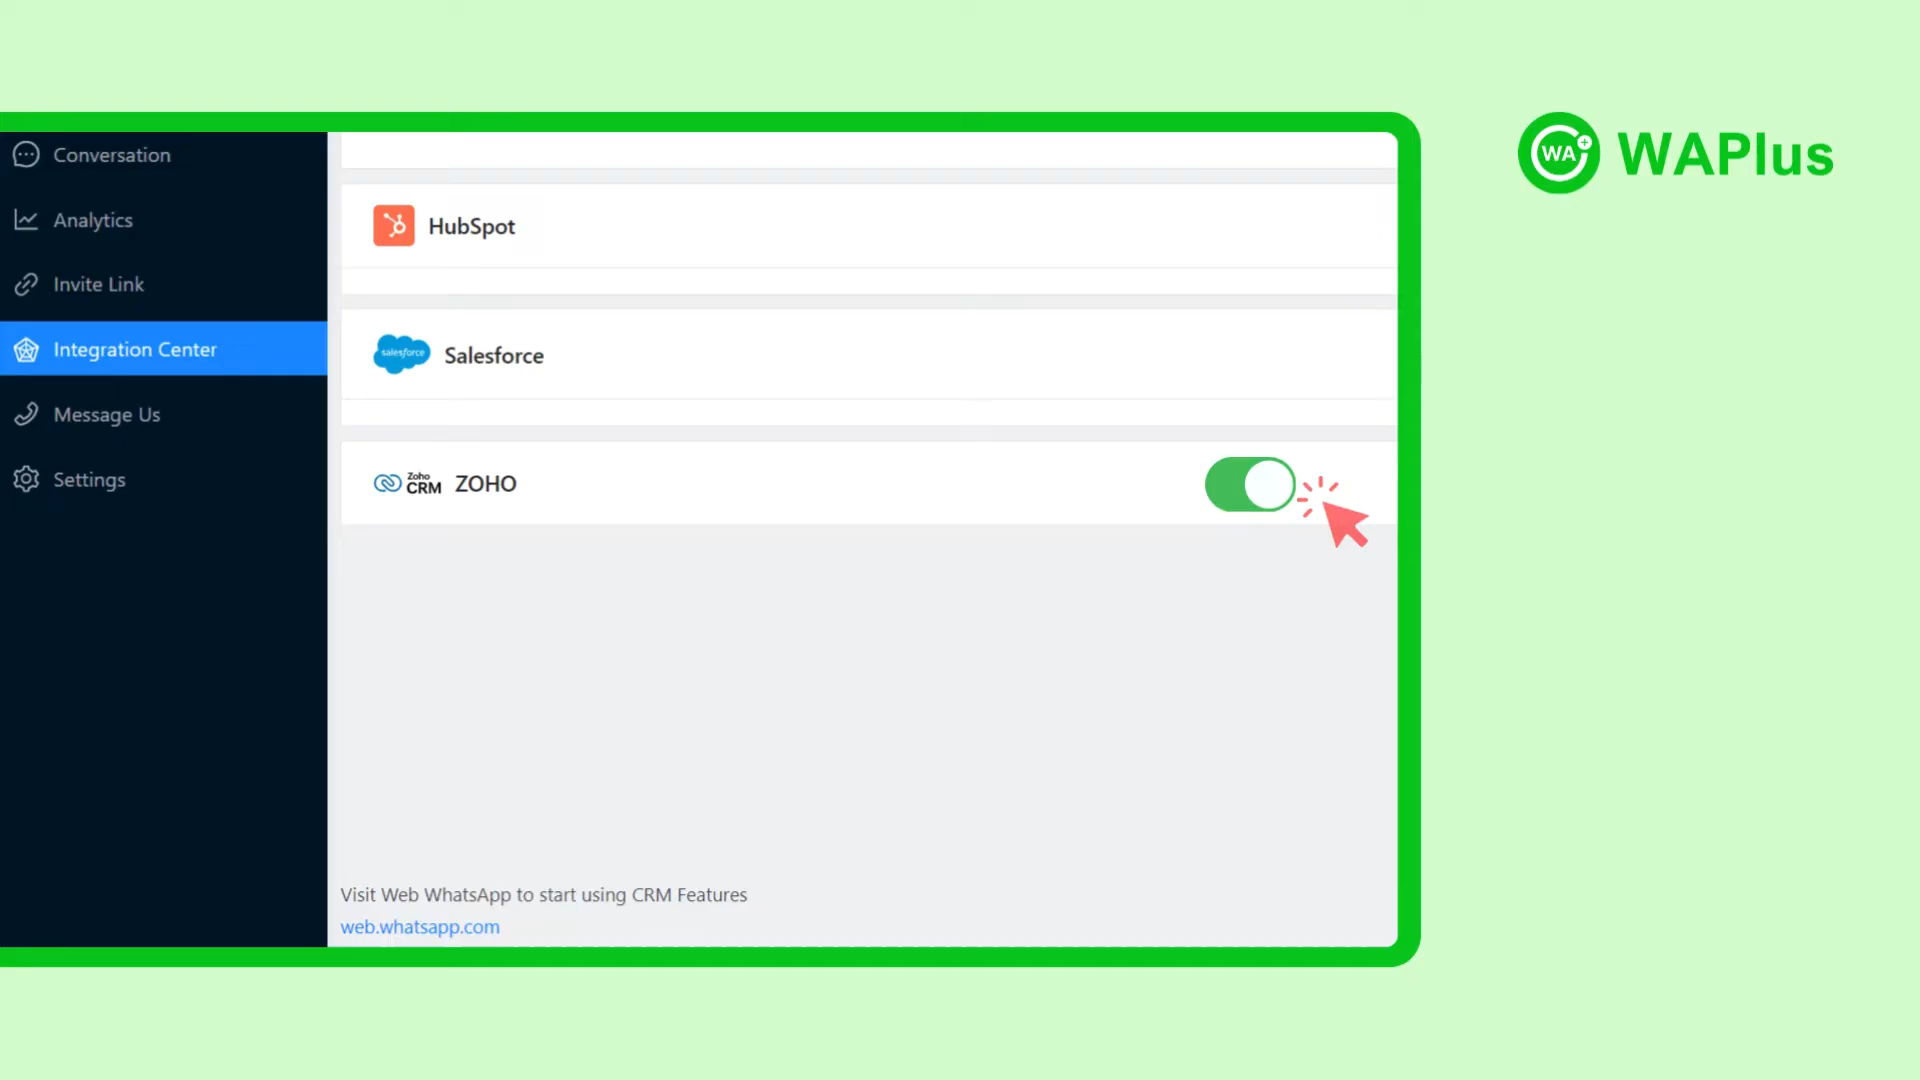 Conversation
Analytics
Invite Link
Integration Center
Message Us
Settings
HubSpot
salesforce
Salesforce
Zoho
CRM
ZOHO
Visit Web WhatsApp to start using CRM Features
web.whatsapp.com
WA+
WAPlus